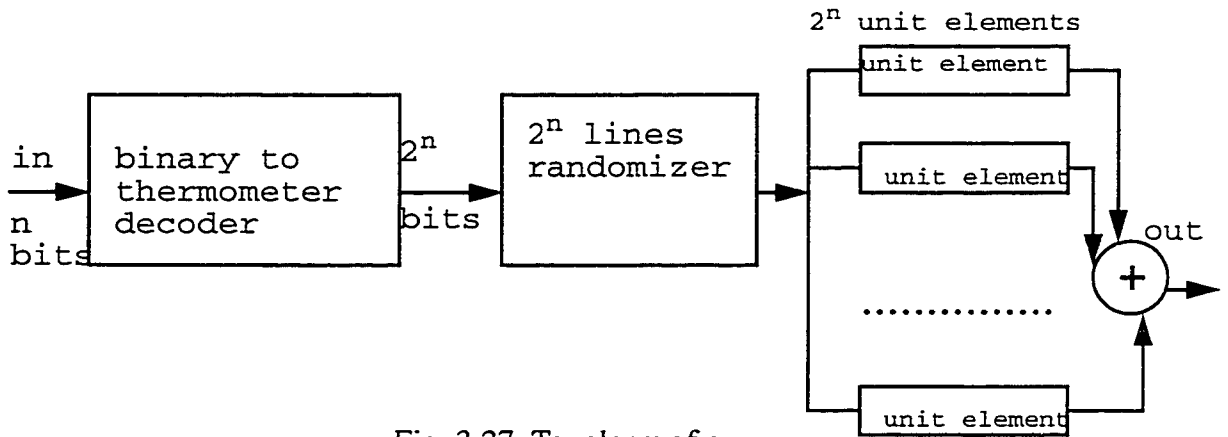 in
n
bits
binary to
thermometer
decoder
2ⁿ
bits
2ⁿ lines
randomizer
2ⁿ unit elements
unit element
unit element
unit element
+
out